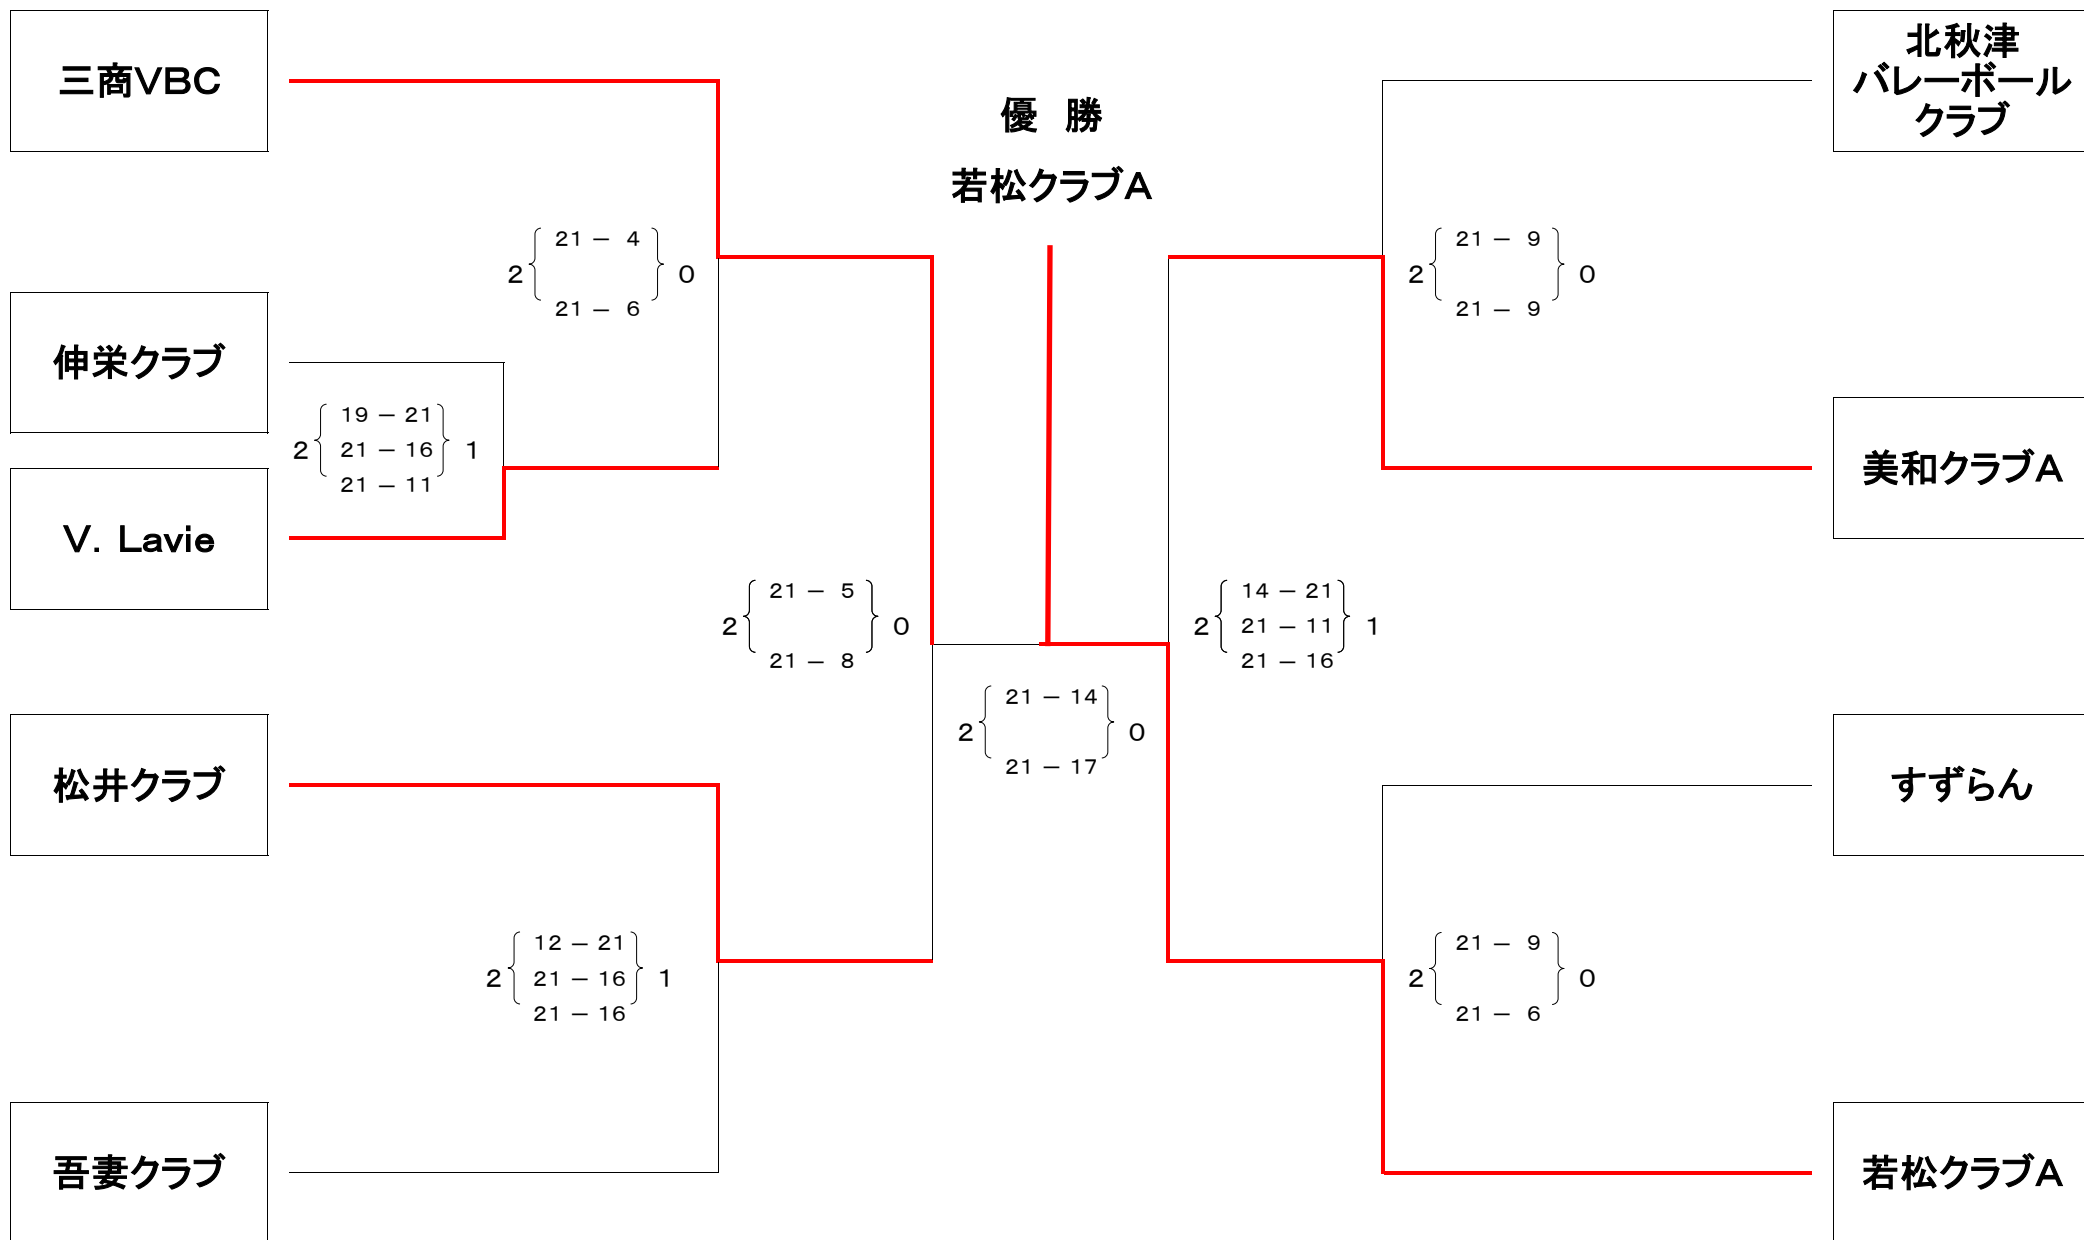 三商VBC
北秋津
バレーボール
クラブ
優　勝
若松クラブA
2 { 21 － 4 } 0
21 － 6
2 { 21 － 9 } 0
21 － 9
伸栄クラブ
2 { 19 － 21 } 1
21 － 16
21 － 11
美和クラブA
V. Lavie
2 { 21 － 5 } 0
21 － 8
2 { 14 － 21 } 1
21 － 11
21 － 16
2 { 21 － 14 } 0
21 － 17
松井クラブ
すずらん
2 { 12 － 21 } 1
21 － 16
21 － 16
2 { 21 － 9 } 0
21 － 6
吾妻クラブ
若松クラブA